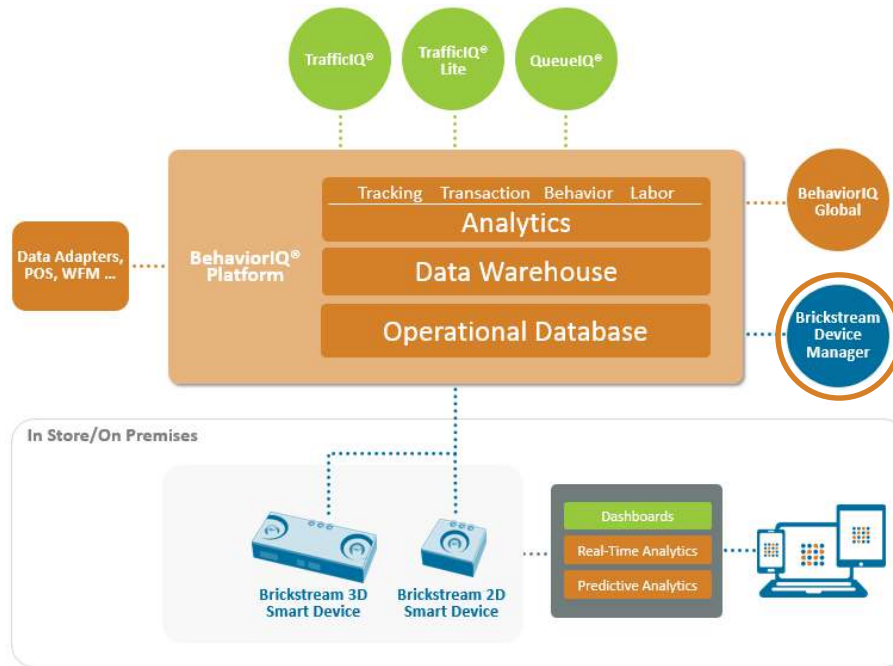 TrafficIQ®
TrafficIQ®
Lite
QueueIQ®
Tracking Transaction Behavior Labor
Analytics
BehaviorIQ
Global
Data Adapters,
POS, WFM ...
BehaviorIQ®
Platform
Data Warehouse
Operational Database
Brickstream
Device
Manager
In Store/On Premises
Dashboards
Real-Time Analytics
Predictive Analytics
Brickstream 3D
Smart Device
Brickstream 2D
Smart Device